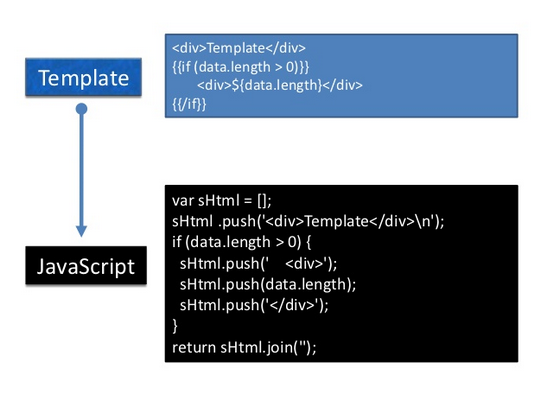 Template
<div>Template</div>
{{if (data.length > 0)}}
<div>${data.length}</div>
{{/if}}
JavaScript
var sHtml = [];
sHtml .push('<div>Template</div>\n');
if (data.length > 0) {
sHtml.push('    <div>');
sHtml.push(data.length);
sHtml.push('</div>');
}
return sHtml.join('');